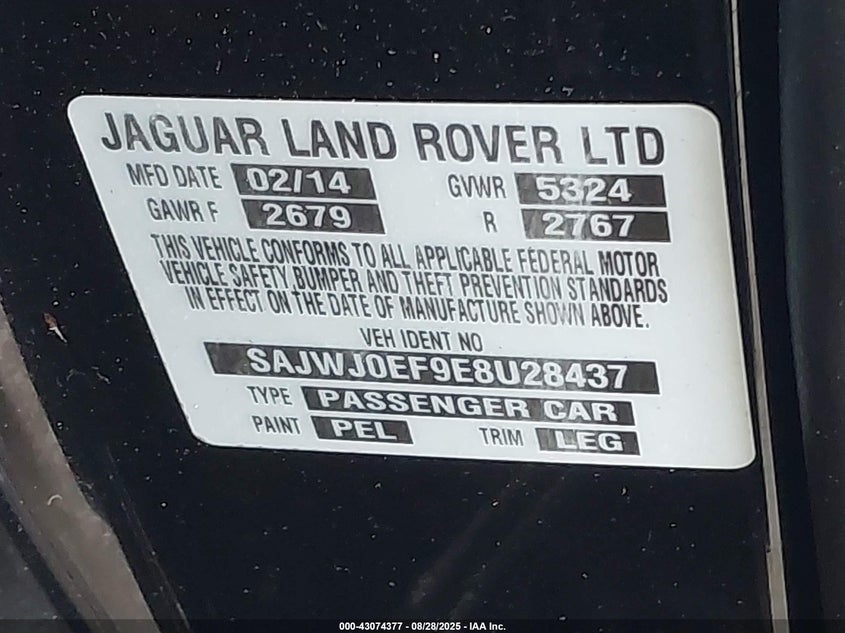 JAGUAR LAND ROVER LTD
MFD DATE 02/14 GVWR 5324
GAWR F 2679 R 2767
THIS VEHICLE CONFORMS TO ALL APPLICABLE FEDERAL MOTOR
VEHICLE SAFETY, BUMPER AND THEFT PREVENTION STANDARDS
IN EFFECT ON THE DATE OF MANUFACTURE SHOWN ABOVE.
VEH IDENT NO
SAJWJ0EF9E8U28437
TYPE PASSENGER CAR
PAINT PEL TRIM LEG
000-43074377 - 08/28/2025 - IAA Inc.